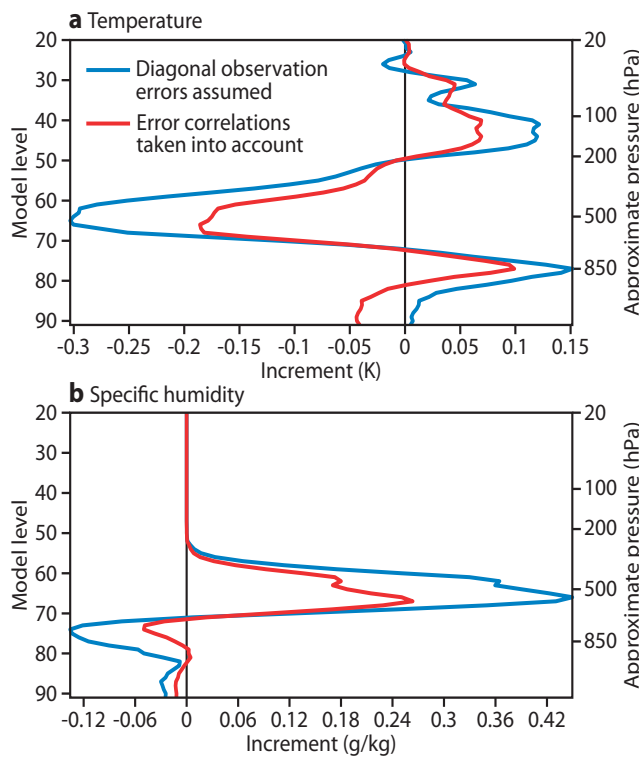 a Temperature
20
30
40
50
60
70
80
90
Model level
Diagonal observation
errors assumed
Error correlations
taken into account
20
100
200
500
850
Approximate pressure (hPa)
-0.3 -0.25 -0.2 -0.15 -0.1 -0.05 0 0.05 0.1 0.15
Increment (K)
b Specific humidity
20
30
40
50
60
70
80
90
Model level
20
100
200
500
850
Approximate pressure (hPa)
-0.12 -0.06 0 0.06 0.12 0.18 0.24 0.30 0.36 0.42
Increment (g/kg)